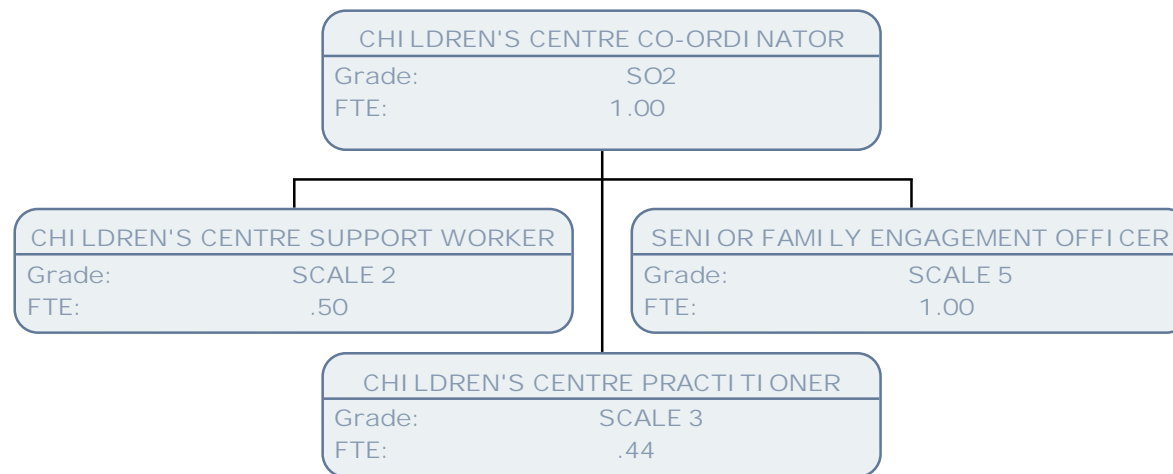 CHILDREN'S CENTRE CO-ORDINATOR
Grade: SO2
FTE: 1.00
CHILDREN'S CENTRE SUPPORT WORKER
Grade: SCALE 2
FTE: .50
SENIOR FAMILY ENGAGEMENT OFFICER
Grade: SCALE 5
FTE: 1.00
CHILDREN'S CENTRE PRACTITIONER
Grade: SCALE 3
FTE: .44